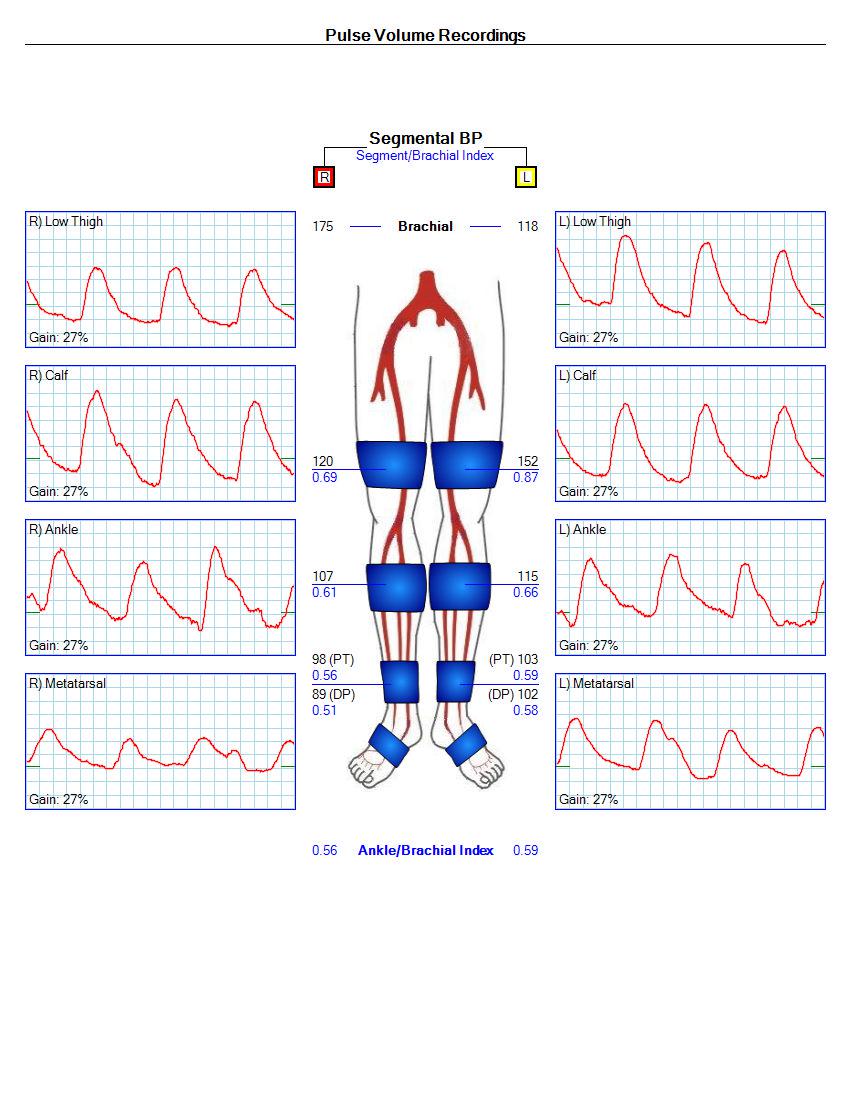 Pulse Volume Recordings
Segmental BP
Segment/Brachial Index
R L
175 Brachial 118
R) Low Thigh
Gain: 27%
L) Low Thigh
Gain: 27%
R) Calf
Gain: 27%
L) Calf
Gain: 27%
120 152
0.69 0.87
R) Ankle
Gain: 27%
L) Ankle
Gain: 27%
107 115
0.61 0.66
98 (PT) (PT) 103
0.56 0.59
89 (DP) (DP) 102
0.51 0.58
R) Metatarsal
Gain: 27%
L) Metatarsal
Gain: 27%
0.56 Ankle/Brachial Index 0.59